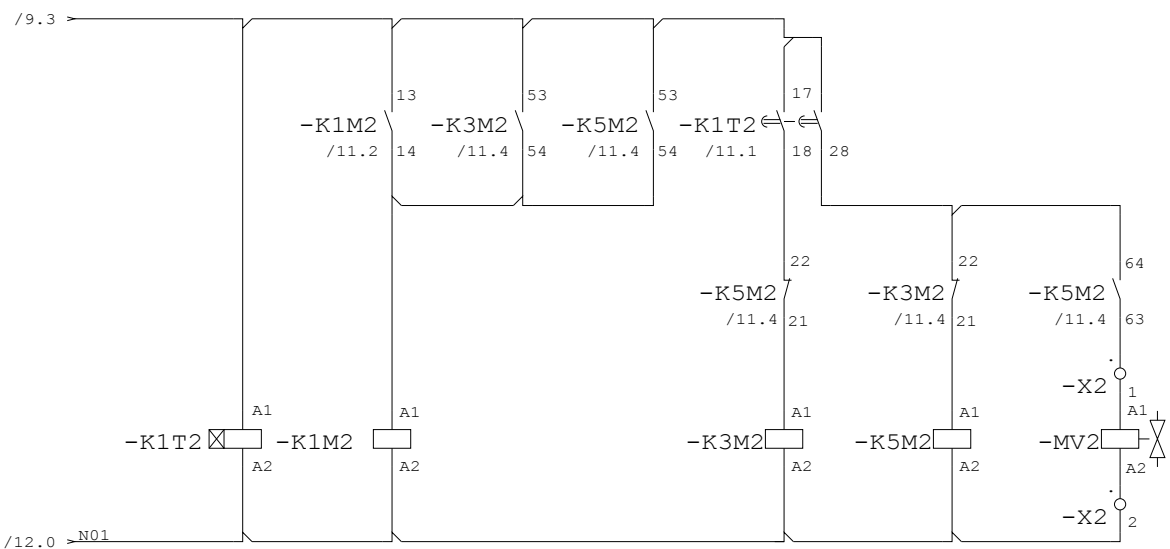 /9.3
13 53 53 17
-K1M2 -K3M2 -K5M2 -K1T2
/11.2 14 /11.4 54 /11.4 54 /11.1 18 28
22 22 64
-K5M2 -K3M2 -K5M2
/11.4 21 /11.4 21 /11.4 63
-X2
1
A1 A1 A1 A1 A1
-K1T2 -K1M2 -K3M2 -K5M2 -MV2
A2 A2 A2 A2 A2
-X2
2
/12.0 N01